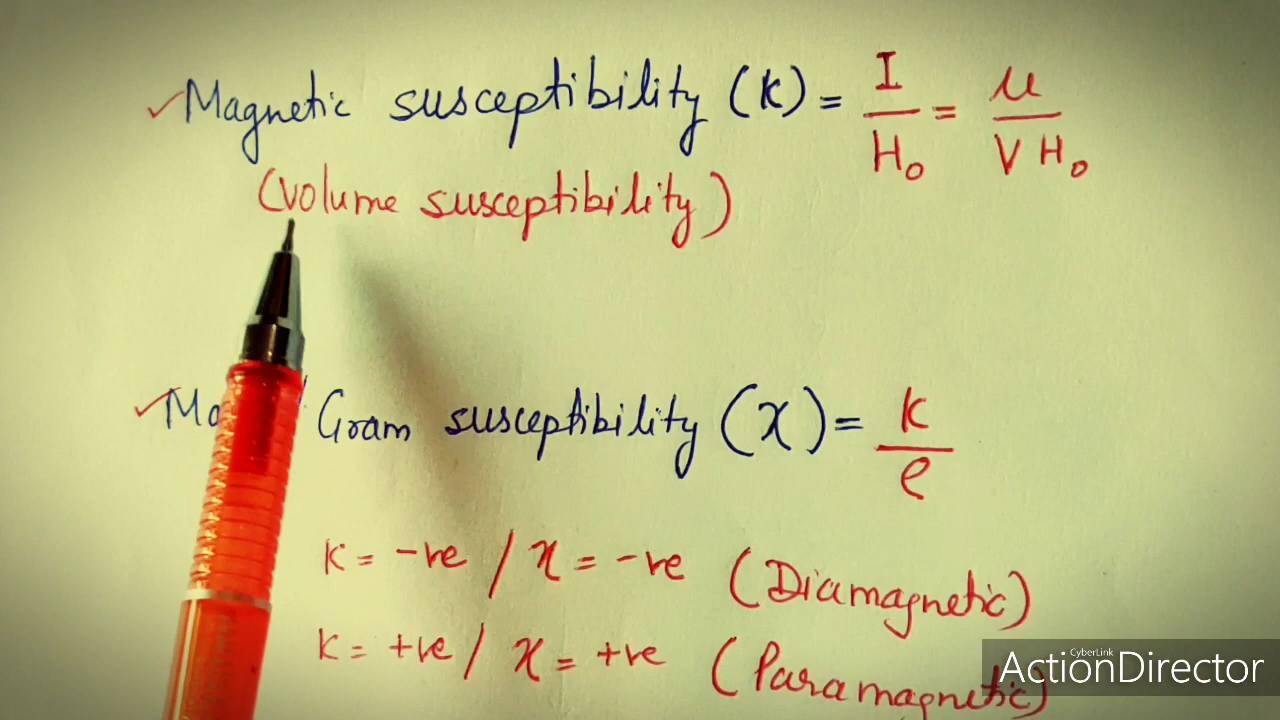 ✓Magnetic susceptibility (K) = I/H₀ = μ/VH₀
(volume susceptibility)
Gram susceptibility (χ) = K/ρ
K = -ve / χ = -ve (Diamagnetic)
K = +ve / χ = +ve (Paramagnetic)
CyberLink
ActionDirector